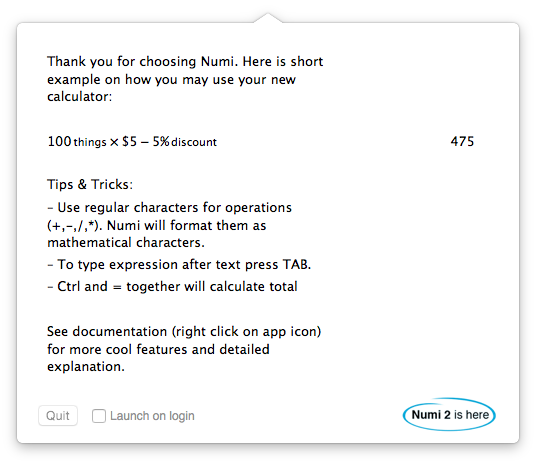 Thank you for choosing Numi. Here is short
example on how you may use your new
calculator:
100 things × $5 – 5% discount 475
Tips & Tricks:
– Use regular characters for operations
(+,–,/,*). Numi will format them as
mathematical characters.
– To type expression after text press TAB.
– Ctrl and = together will calculate total
See documentation (right click on app icon)
for more cool features and detailed
explanation.
Quit Launch on login Numi 2 is here